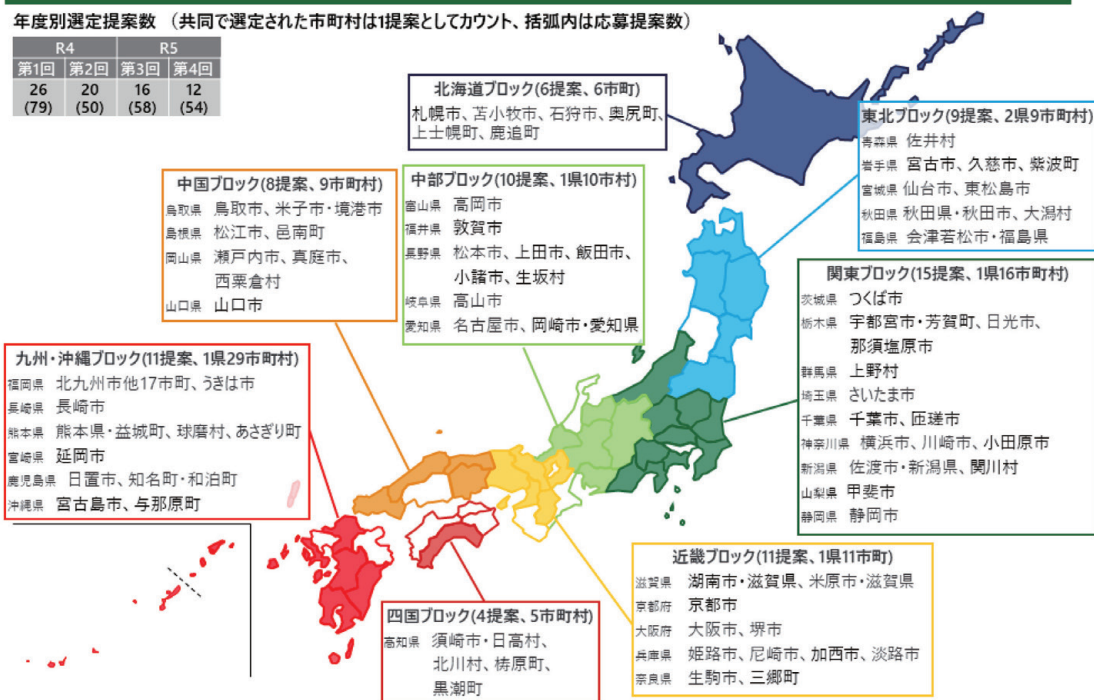 年度別選定提案数 （共同で選定された市町村は1提案としてカウント、括弧内は応募提案数）
R4 R5
第1回 第2回 第3回 第4回
26 20 16 12
(79) (50) (58) (54)
北海道ブロック(6提案、6市町)
札幌市、苫小牧市、石狩市、奥尻町、
上士幌町、鹿追町
東北ブロック(9提案、2県9市町村)
青森県 佐井村
岩手県 宮古市、久慈市、紫波町
宮城県 仙台市、東松島市
秋田県 秋田県・秋田市、大潟村
福島県 会津若松市・福島県
中国ブロック(8提案、9市町村)
鳥取県 鳥取市、米子市・境港市
島根県 松江市、邑南町
岡山県 瀬戸内市、真庭市、
西粟倉村
山口県 山口市
中部ブロック(10提案、1県10市村)
富山県 高岡市
福井県 敦賀市
長野県 松本市、上田市、飯田市、
小諸市、生坂村
岐阜県 高山市
愛知県 名古屋市、岡崎市・愛知県
関東ブロック(15提案、1県16市町村)
茨城県 つくば市
栃木県 宇都宮市・芳賀町、日光市、
那須塩原市
群馬県 上野村
埼玉県 さいたま市
千葉県 千葉市、匝瑳市
神奈川県 横浜市、川崎市、小田原市
新潟県 佐渡市・新潟県、関川村
山梨県 甲斐市
静岡県 静岡市
九州・沖縄ブロック(11提案、1県29市町村)
福岡県 北九州市他17市町、うきは市
長崎県 長崎市
熊本県 熊本県・益城町、球磨村、あさぎり町
宮崎県 延岡市
鹿児島県 日置市、知名町・和泊町
沖縄県 宮古島市、与那原町
四国ブロック(4提案、5市町村)
高知県 須崎市・日高村、
北川村、梼原町、
黒潮町
近畿ブロック(11提案、1県11市町)
滋賀県 湖南市・滋賀県、米原市・滋賀県
京都府 京都市
大阪府 大阪市、堺市
兵庫県 姫路市、尼崎市、加西市、淡路市
奈良県 生駒市、三郷町